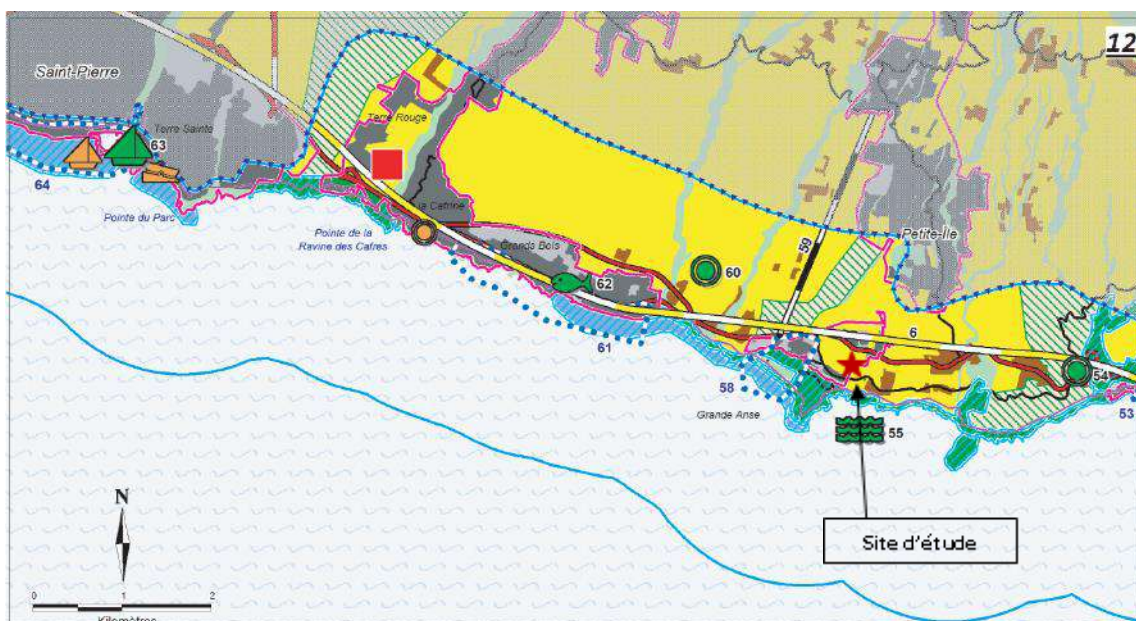 12
Saint-Pierre
Terre Rouge
Terre Sainte
63
64
Pointe du Parc
la Cafrine
Pointe de la
Ravine des Cafres
Grands Bois
62
61
60
59
Petite-Île
6
58
54
53
Grande Anse
55
Site d'étude
N
0 1 2
Kilomètres